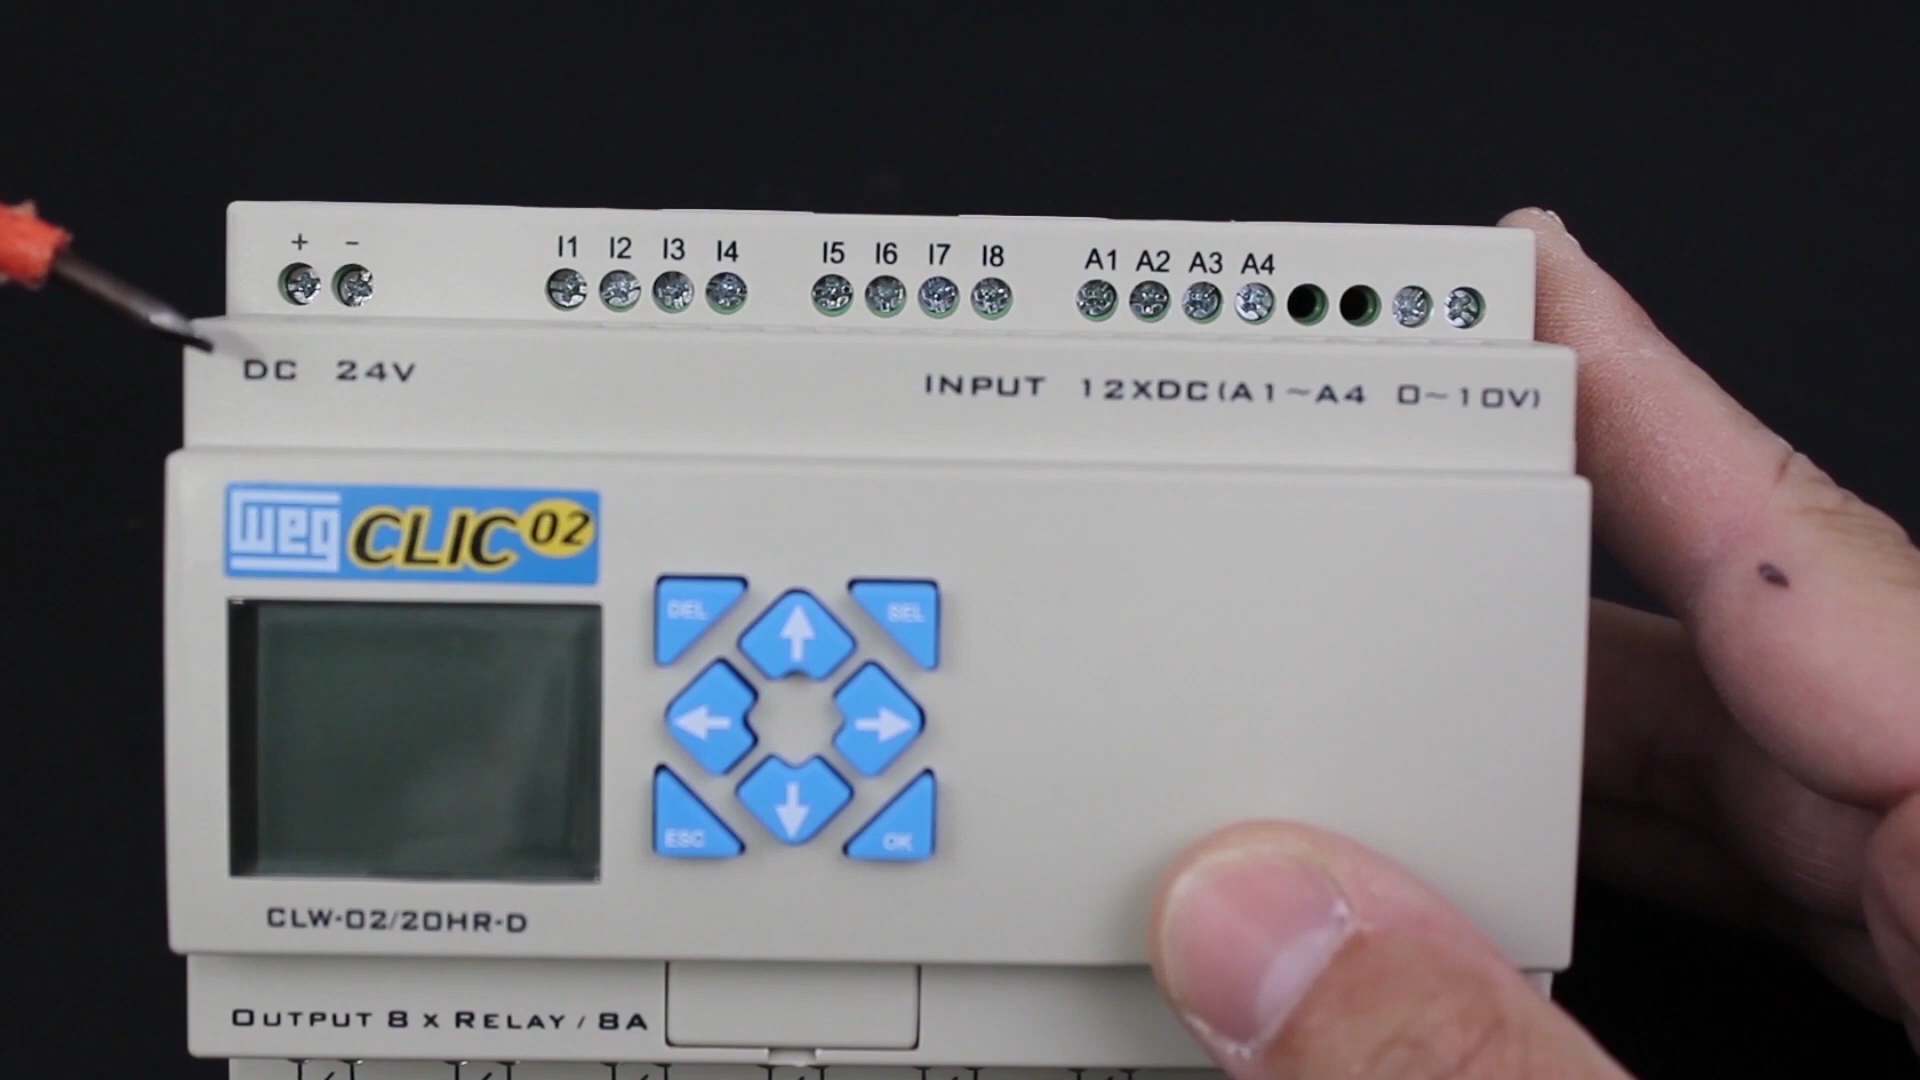 + - I1 I2 I3 I4 I5 I6 I7 I8 A1 A2 A3 A4
DC 24V
INPUT 12XDC(A1~A4 0~10V)
weg CLIC 02
DEL SEL
ESC OK
CLW-02/20HR-D
OUTPUT 8 X RELAY / 8A